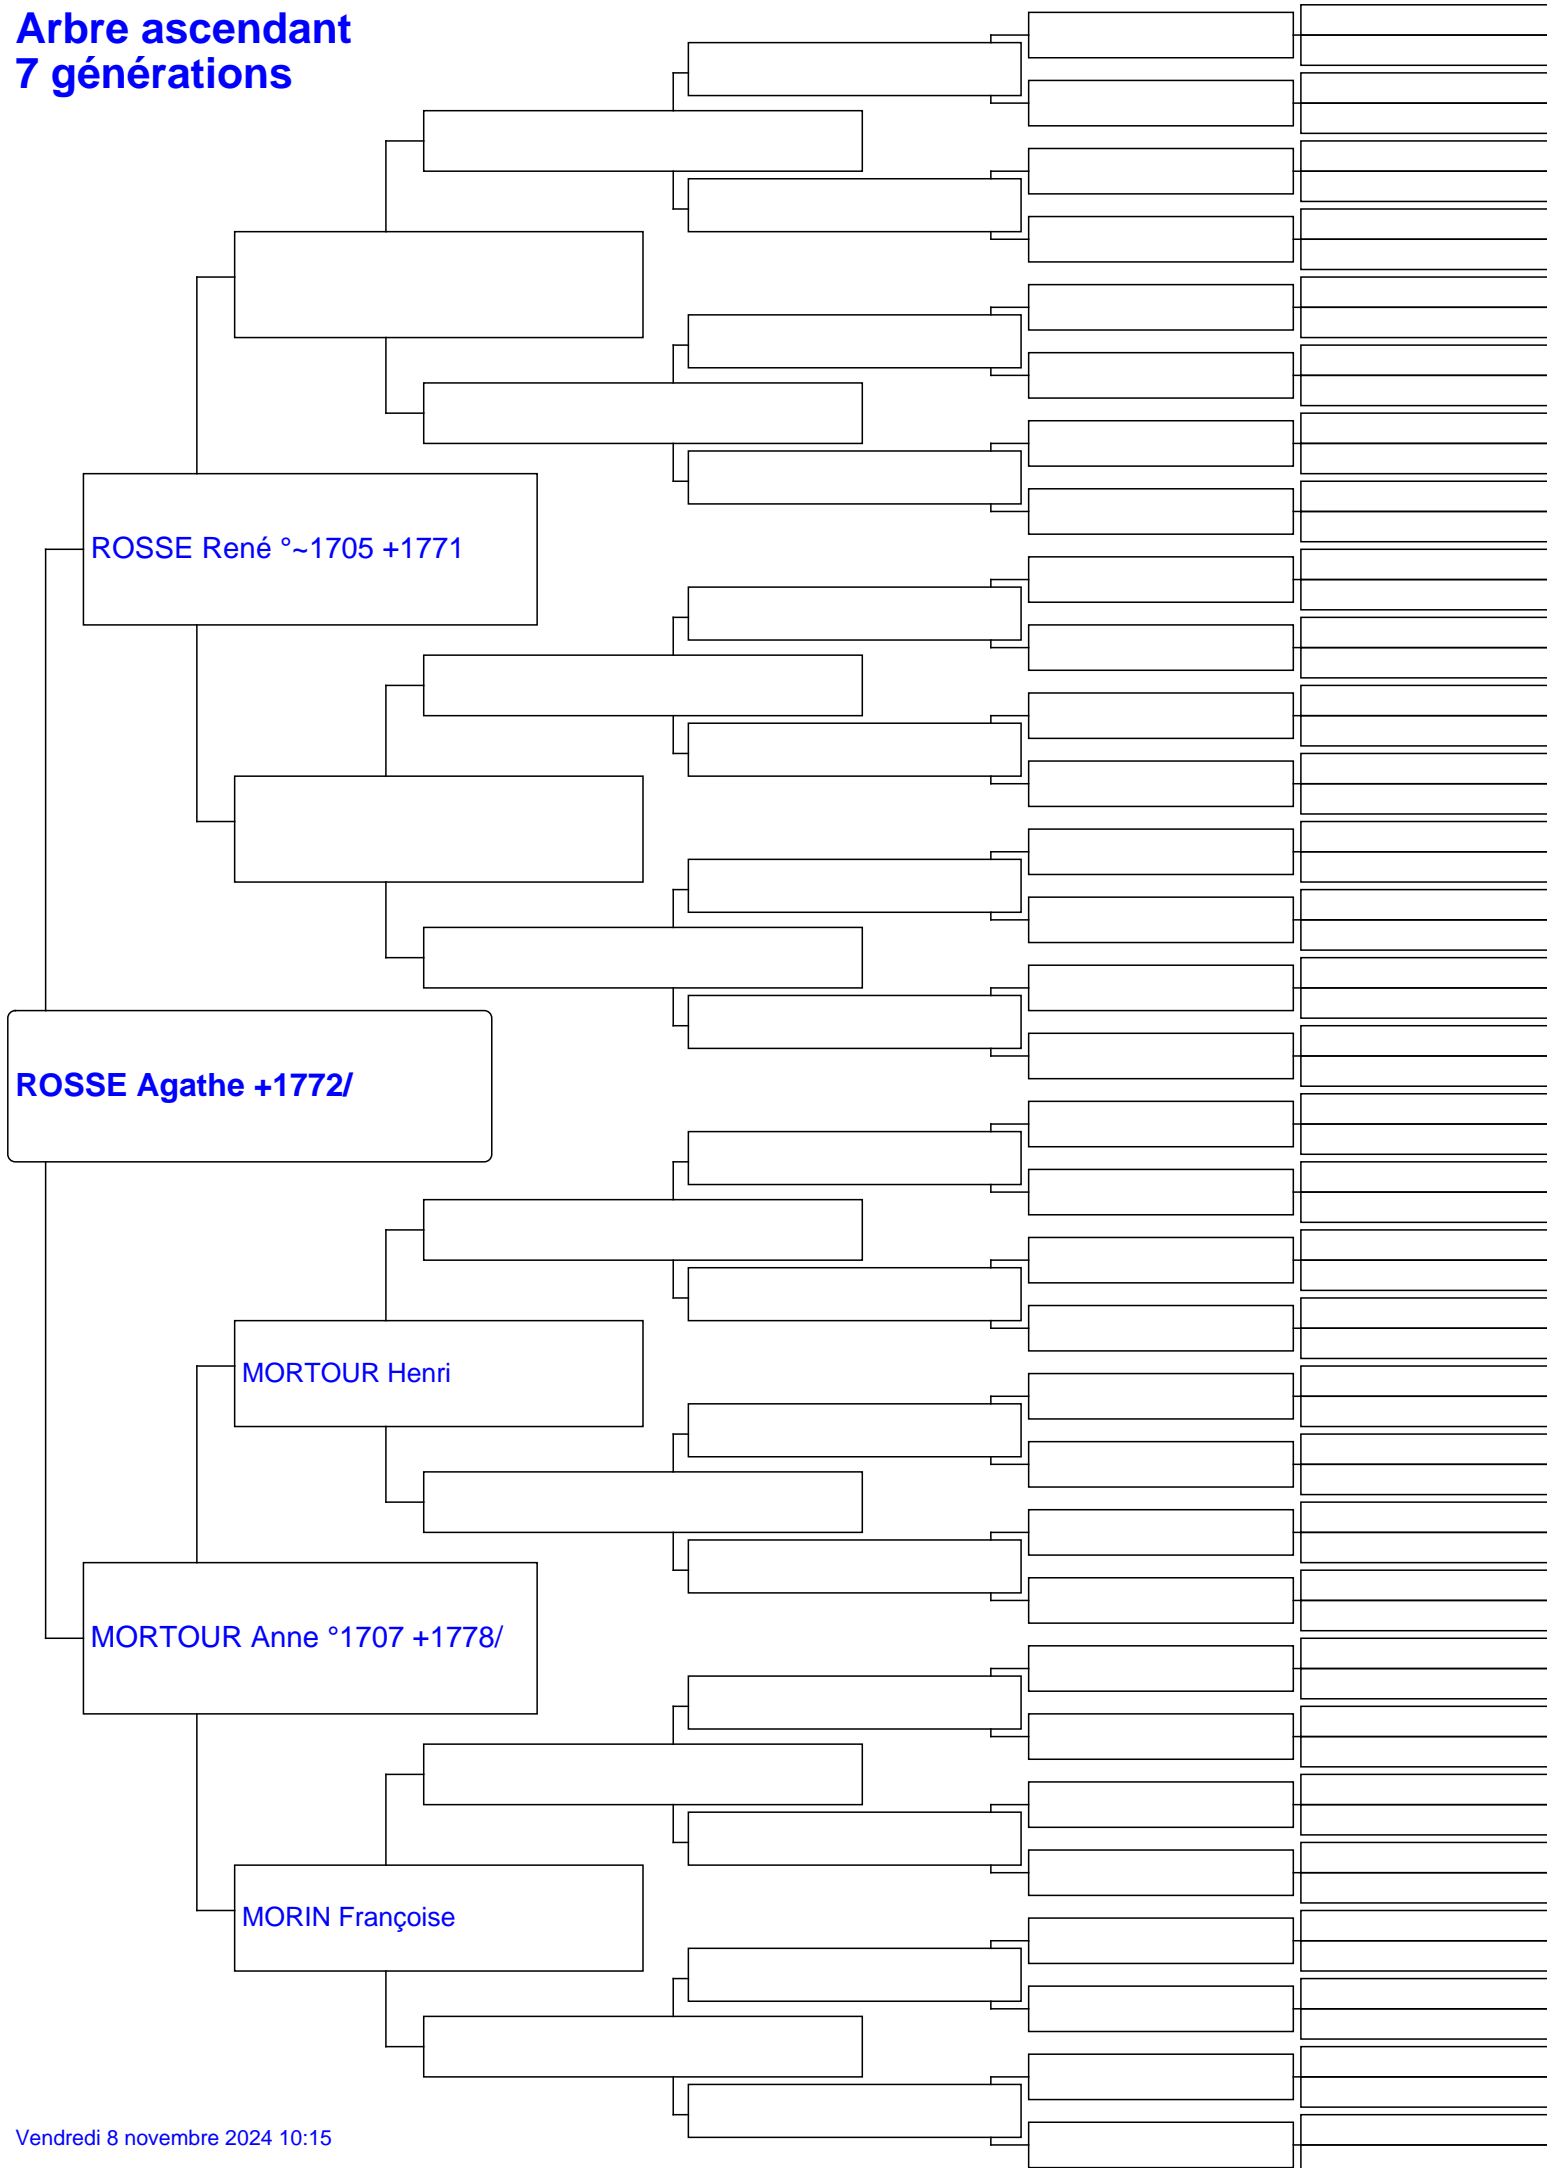 Arbre ascendant
7 générations
ROSSE René °~1705 +1771
ROSSE Agathe +1772/
MORTOUR Henri
MORTOUR Anne °1707 +1778/
MORIN Françoise
Vendredi 8 novembre 2024 10:15